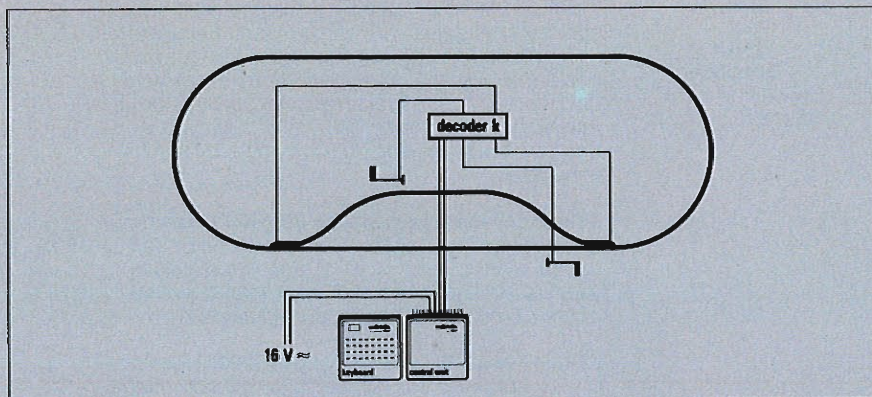 decoder k
16 V ≈
keyboard
control unit